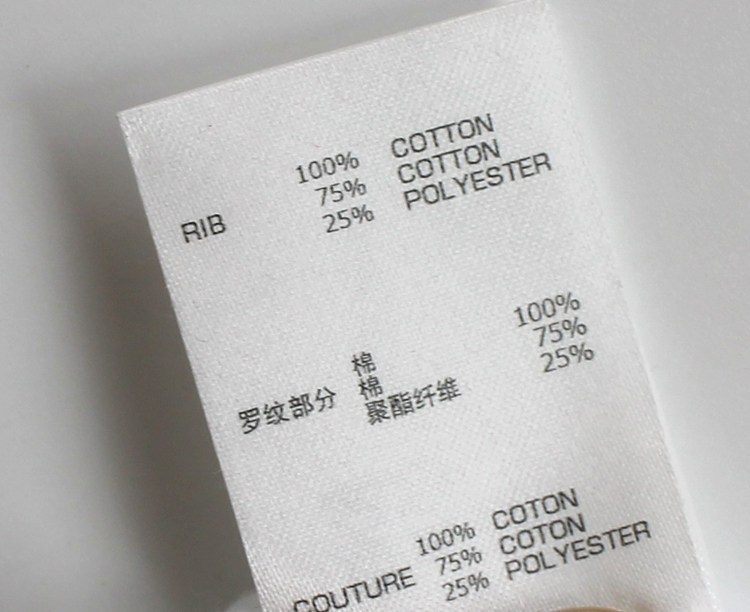 100% COTTON
75% COTTON
RIB 25% POLYESTER
棉 100%
棉 75%
罗纹部分 聚酯纤维 25%
100% COTON
75% COTON
COUTURE 25% POLYESTER